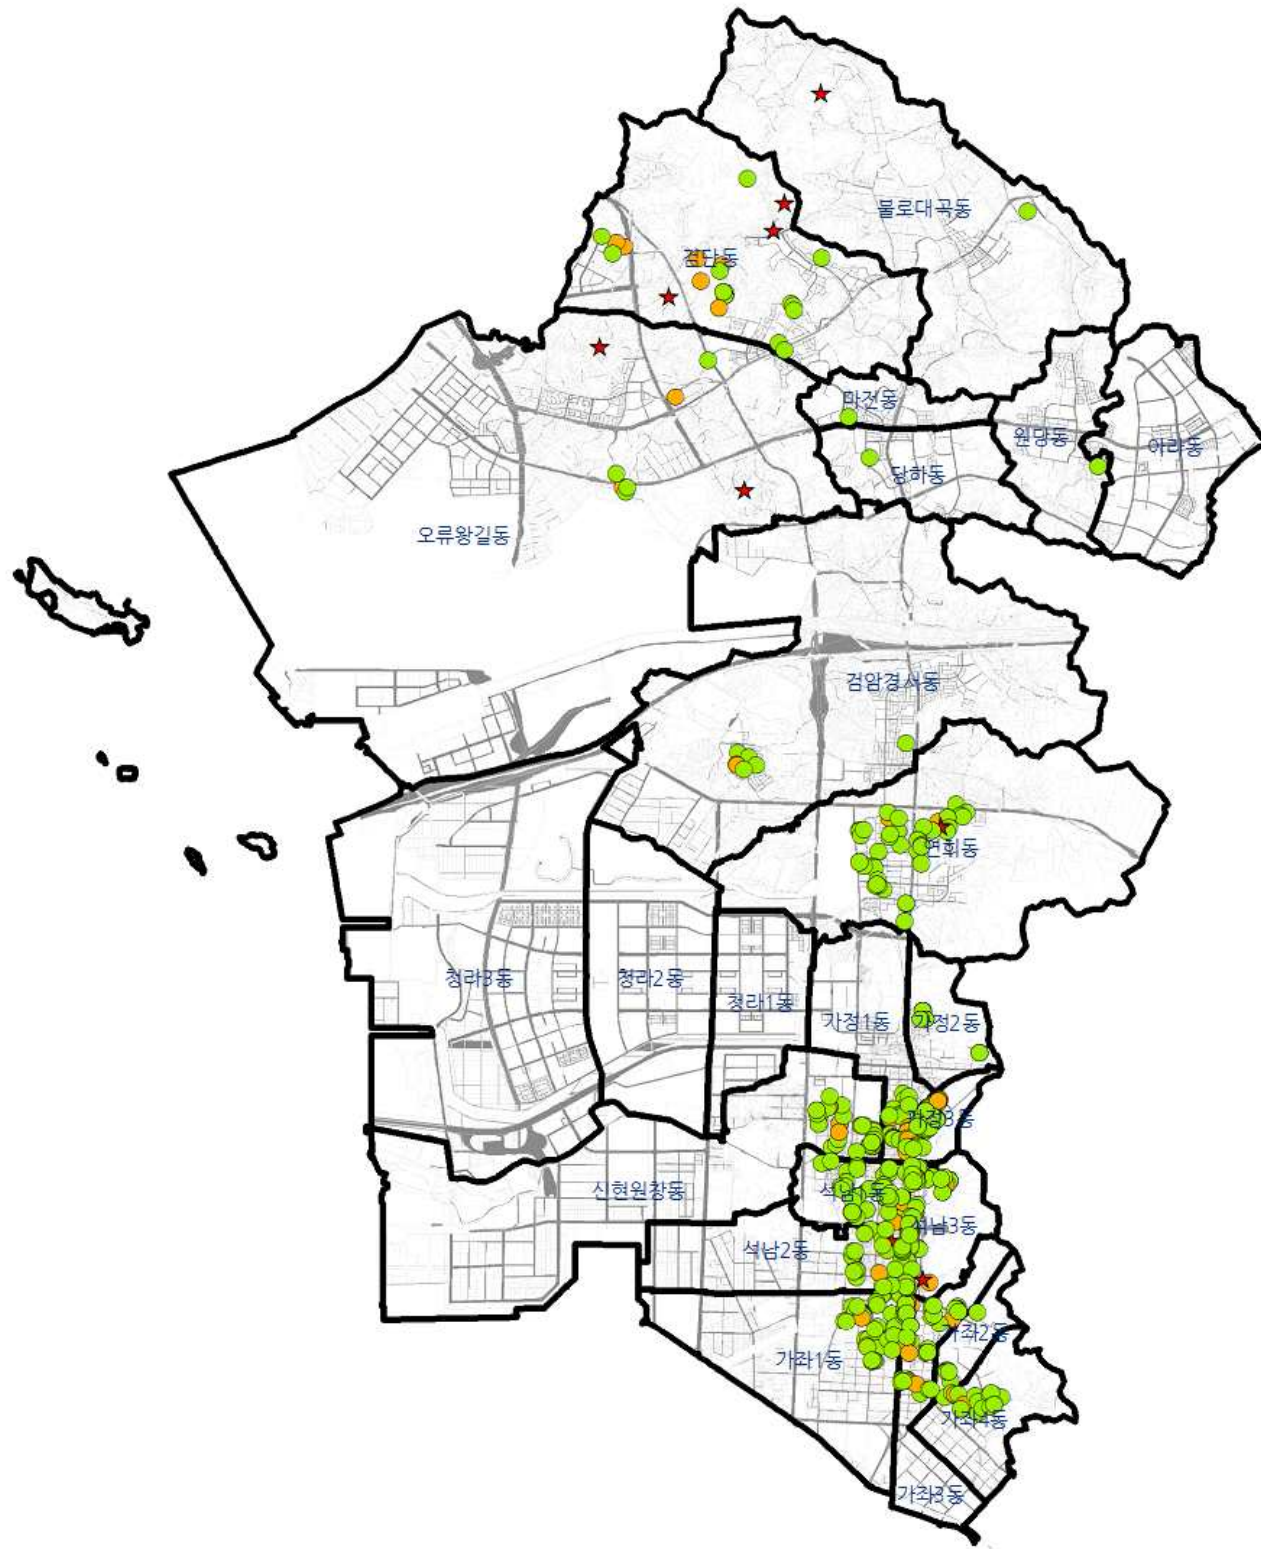 불로대곡동
검단동
마전동
원당동
아라동
당하동
오류왕길동
검암경서동
연희동
청라3동
청라2동
청라1동
가정1동
가정2동
가정3동
신현원창동
석남1동
석남3동
석남2동
가좌2동
가좌1동
가좌4동
가좌3동